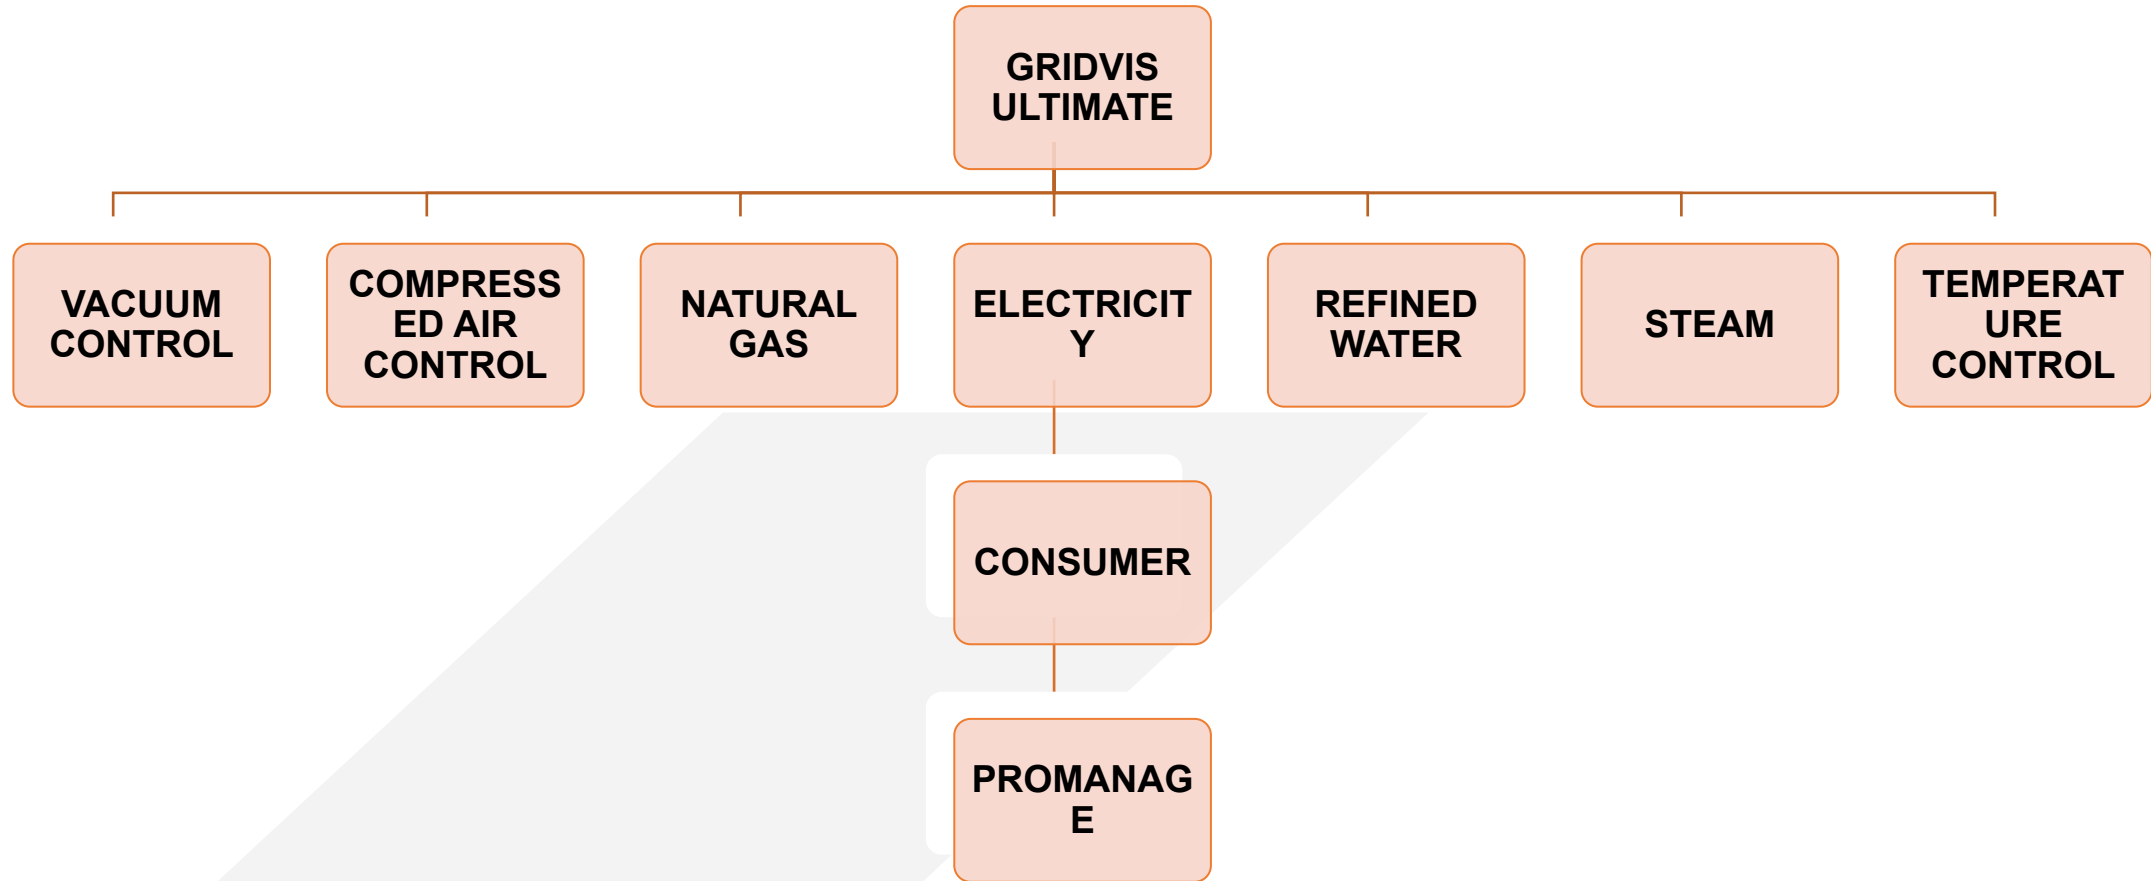 GRIDVIS
ULTIMATE
VACUUM
CONTROL
COMPRESS
ED AIR
CONTROL
NATURAL
GAS
ELECTRICIT
Y
REFINED
WATER
STEAM
TEMPERAT
URE
CONTROL
CONSUMER
PROMANAG
E